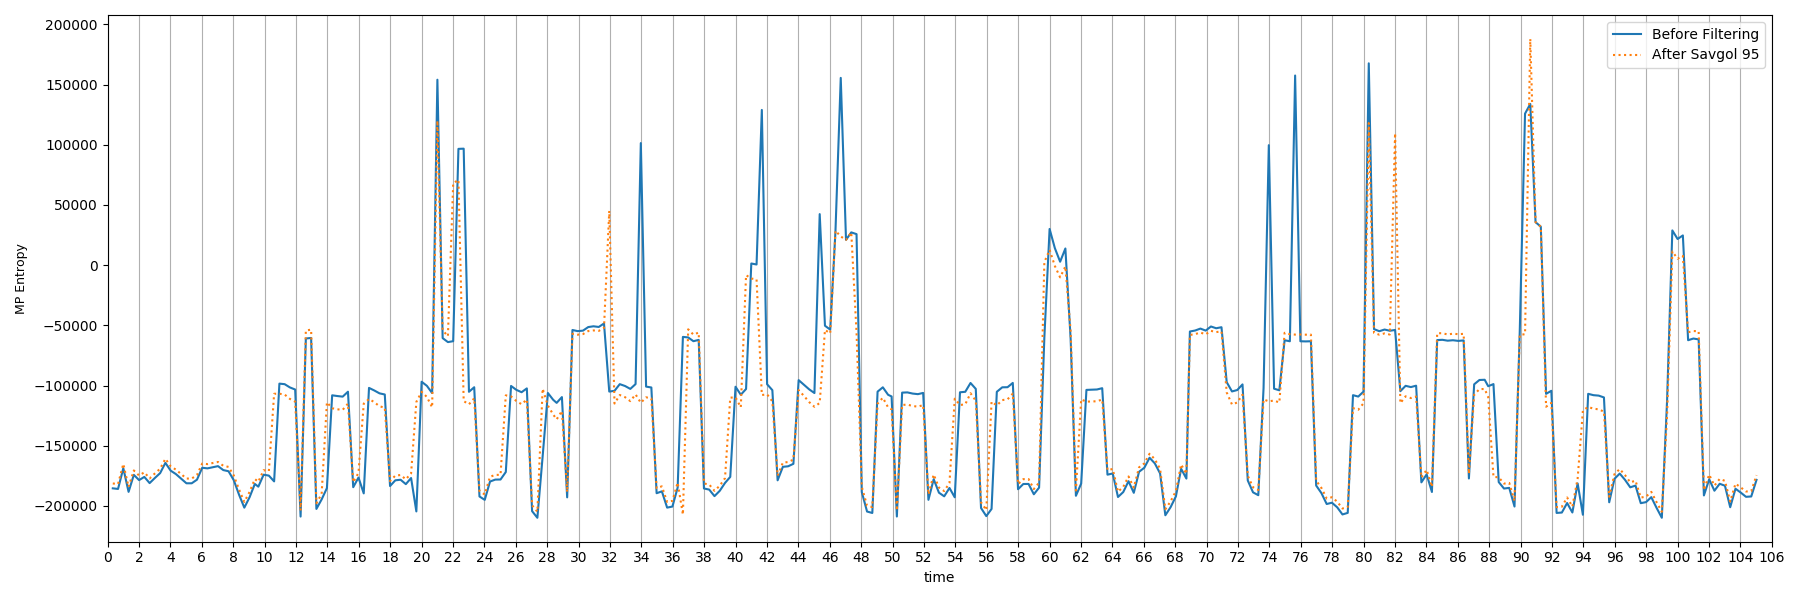 200000
150000
100000
50000
0
−50000
−100000
−150000
−200000
MP Entropy
Before Filtering
After Savgol 95
0 2 4 6 8 10 12 14 16 18 20 22 24 26 28 30 32 34 36 38 40 42 44 46 48 50 52 54 56 58 60 62 64 66 68 70 72 74 76 78 80 82 84 86 88 90 92 94 96 98 100 102 104 106
time